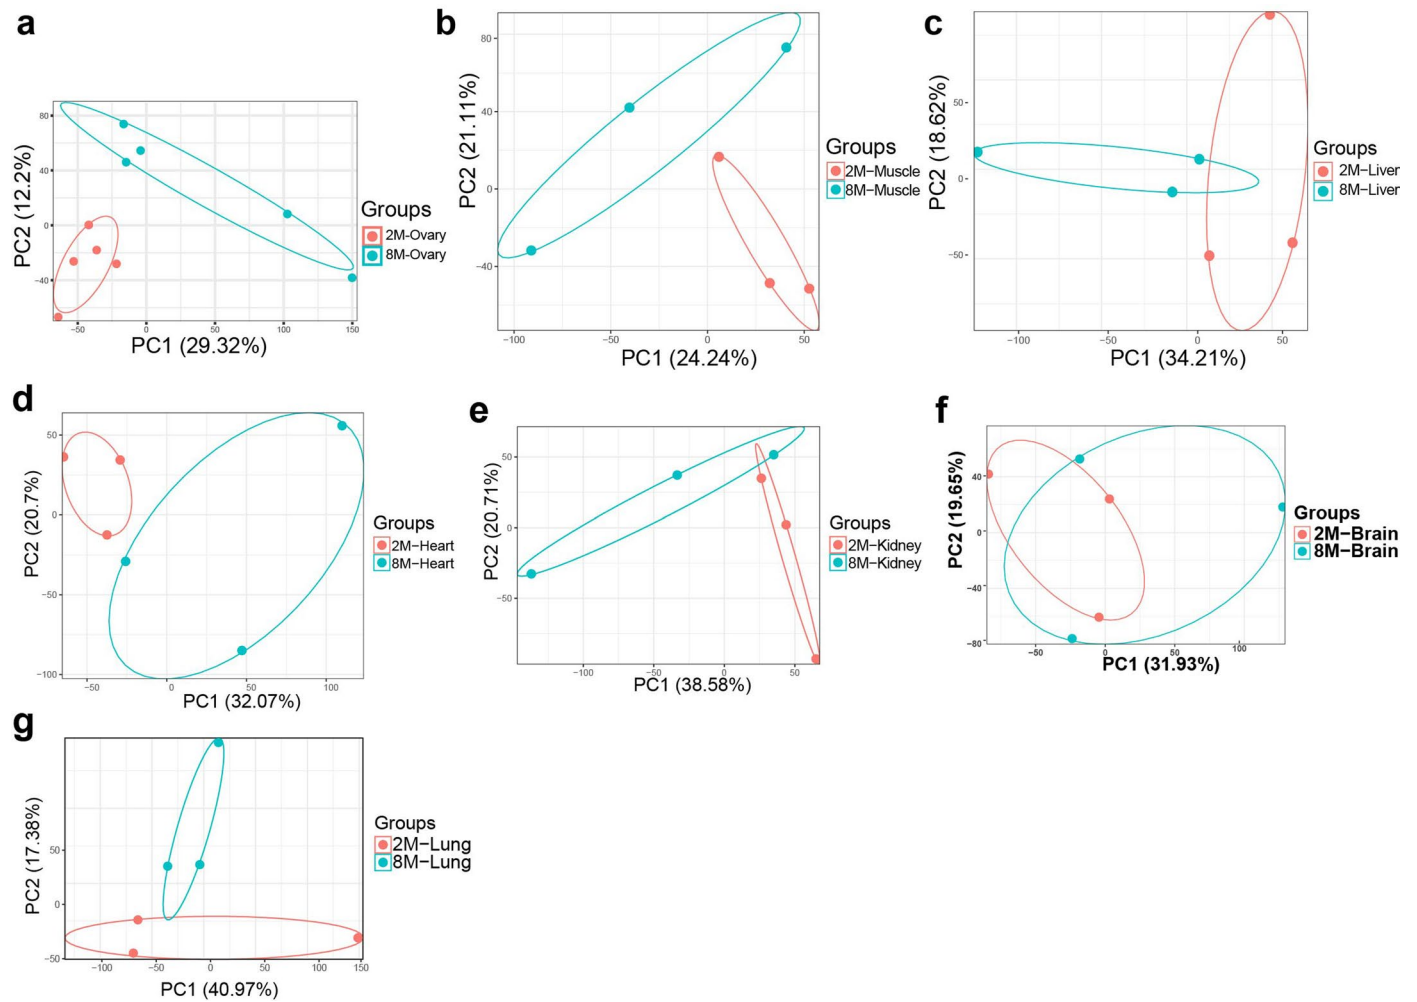 a
80
40
0
−40
PC2 (12.2%)
−50
0
50
100
150
PC1 (29.32%)
Groups
2M-Ovary
8M-Ovary
b
80
40
0
−40
PC2 (21.11%)
−100
−50
0
50
PC1 (24.24%)
Groups
2M−Muscle
8M−Muscle
c
50
0
−50
PC2 (18.62%)
−100
−50
0
50
PC1 (34.21%)
Groups
2M−Liver
8M−Liver
d
50
0
−50
−100
PC2 (20.7%)
−50
0
50
100
PC1 (32.07%)
Groups
2M−Heart
8M−Heart
e
50
0
−50
PC2 (20.71%)
−100
−50
0
50
PC1 (38.58%)
Groups
2M−Kidney
8M−Kidney
f
40
0
−40
−80
PC2 (19.65%)
−50
0
50
100
PC1 (31.93%)
Groups
2M−Brain
8M−Brain
g
50
0
−50
PC2 (17.38%)
−100
−50
0
50
100
150
PC1 (40.97%)
Groups
2M−Lung
8M−Lung